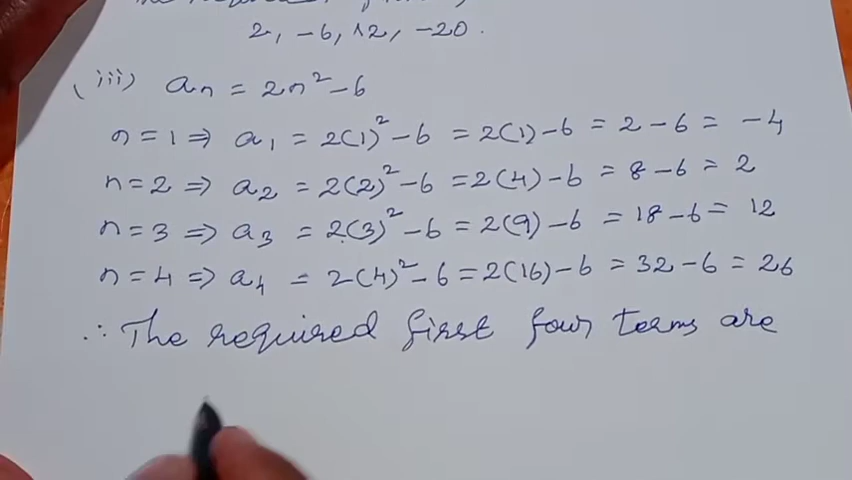 2, -6, 12, -20.
(iii) aₙ = 2n² - 6
n = 1 ⇒ a₁ = 2(1)² - 6 = 2(1) - 6 = 2 - 6 = -4
n = 2 ⇒ a₂ = 2(2)² - 6 = 2(4) - 6 = 8 - 6 = 2
n = 3 ⇒ a₃ = 2(3)² - 6 = 2(9) - 6 = 18 - 6 = 12
n = 4 ⇒ a₄ = 2(4)² - 6 = 2(16) - 6 = 32 - 6 = 26
∴ The required first four terms are